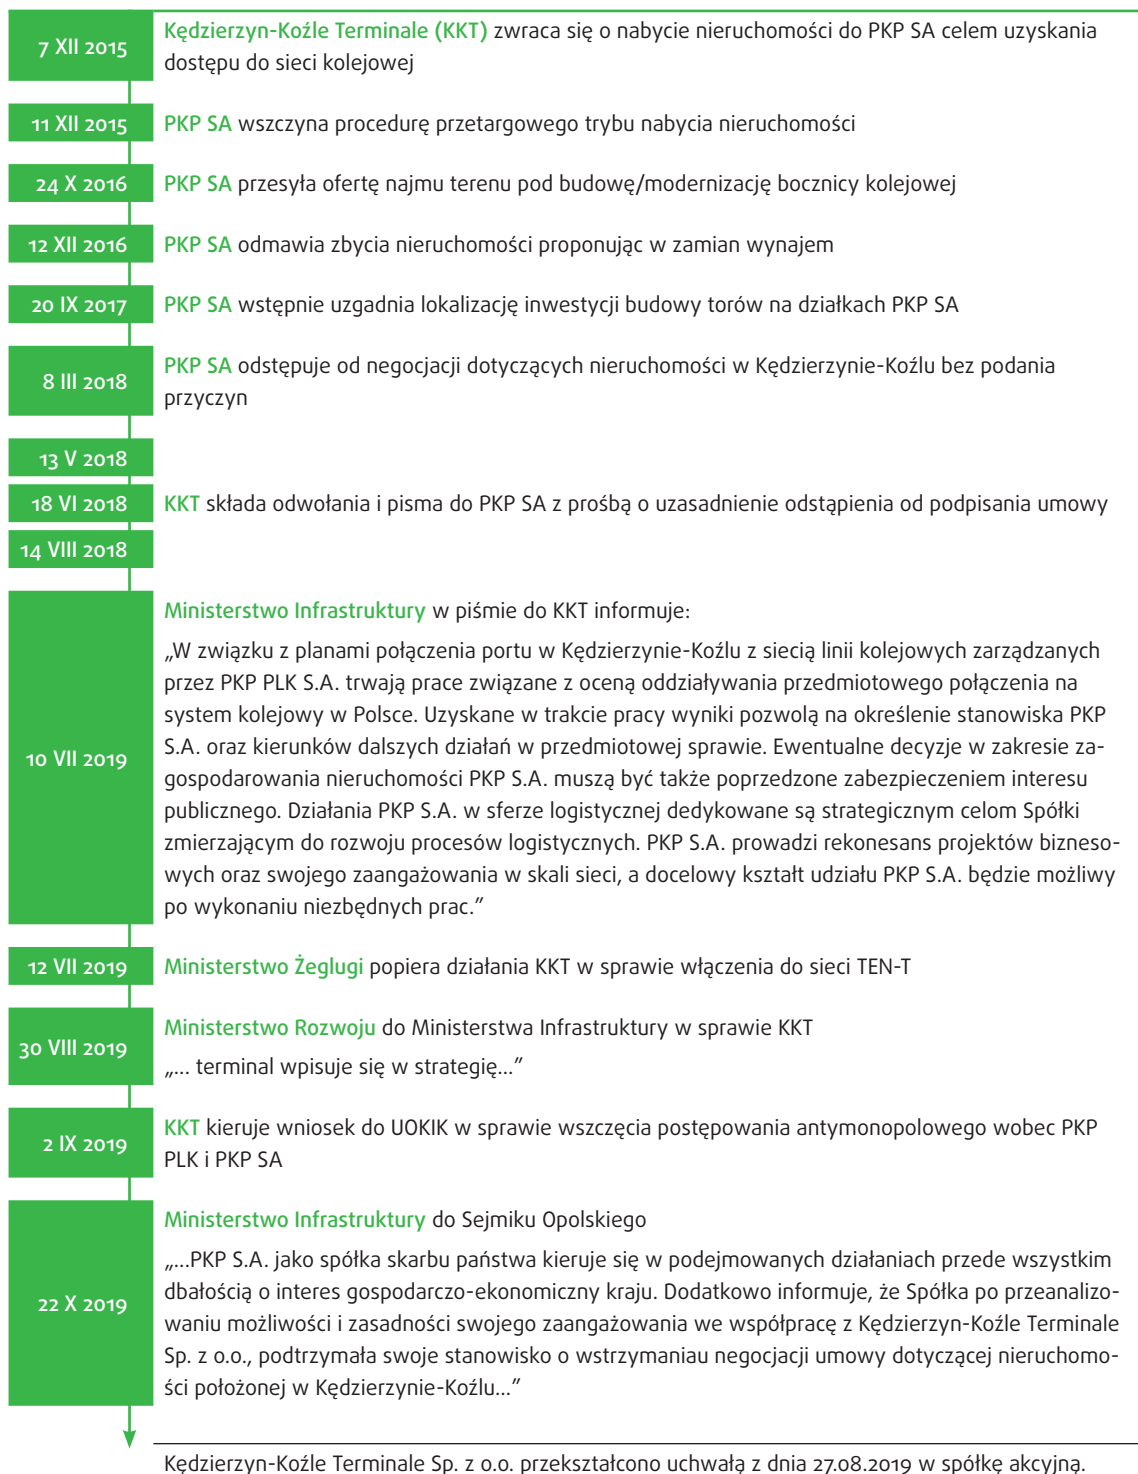 7 XII 2015
Kędzierzyn-Koźle Terminale (KKT) zwraca się o nabycie nieruchomości do PKP SA celem uzyskania
dostępu do sieci kolejowej
11 XII 2015
PKP SA wszczyna procedurę przetargowego trybu nabycia nieruchomości
24 X 2016
PKP SA przesyła ofertę najmu terenu pod budowę/modernizację bocznicy kolejowej
12 XII 2016
PKP SA odmawia zbycia nieruchomości proponując w zamian wynajem
20 IX 2017
PKP SA wstępnie uzgadnia lokalizację inwestycji budowy torów na działkach PKP SA
8 III 2018
PKP SA odstępuje od negocjacji dotyczących nieruchomości w Kędzierzynie-Koźlu bez podania
przyczyn
13 V 2018
18 VI 2018
KKT składa odwołania i pisma do PKP SA z prośbą o uzasadnienie odstąpienia od podpisania umowy
14 VIII 2018
10 VII 2019
Ministerstwo Infrastruktury w piśmie do KKT informuje:
„W związku z planami połączenia portu w Kędzierzynie-Koźlu z siecią linii kolejowych zarządzanych
przez PKP PLK S.A. trwają prace związane z oceną oddziaływania przedmiotowego połączenia na
system kolejowy w Polsce. Uzyskane w trakcie pracy wyniki pozwolą na określenie stanowiska PKP
S.A. oraz kierunków dalszych działań w przedmiotowej sprawie. Ewentualne decyzje w zakresie za-
gospodarowania nieruchomości PKP S.A. muszą być także poprzedzone zabezpieczeniem interesu
publicznego. Działania PKP S.A. w sferze logistycznej dedykowane są strategicznym celom Spółki
zmierzającym do rozwoju procesów logistycznych. PKP S.A. prowadzi rekonesans projektów bizneso-
wych oraz swojego zaangażowania w skali sieci, a docelowy kształt udziału PKP S.A. będzie możliwy
po wykonaniu niezbędnych prac.”
12 VII 2019
Ministerstwo Żeglugi popiera działania KKT w sprawie włączenia do sieci TEN-T
30 VIII 2019
Ministerstwo Rozwoju do Ministerstwa Infrastruktury w sprawie KKT
„... terminal wpisuje się w strategię...”
2 IX 2019
KKT kieruje wniosek do UOKIK w sprawie wszczęcia postępowania antymonopolowego wobec PKP
PLK i PKP SA
22 X 2019
Ministerstwo Infrastruktury do Sejmiku Opolskiego
„...PKP S.A. jako spółka skarbu państwa kieruje się w podejmowanych działaniach przede wszystkim
dbałością o interes gospodarczo-ekonomiczny kraju. Dodatkowo informuje, że Spółka po przeanalizo-
waniu możliwości i zasadności swojego zaangażowania we współpracę z Kędzierzyn-Koźle Terminale
Sp. z o.o., podtrzymała swoje stanowisko o wstrzymaniau negocjacji umowy dotyczącej nieruchomo-
ści położonej w Kędzierzynie-Koźlu...”
Kędzierzyn-Koźle Terminale Sp. z o.o. przekształcono uchwałą z dnia 27.08.2019 w spółkę akcyjną.